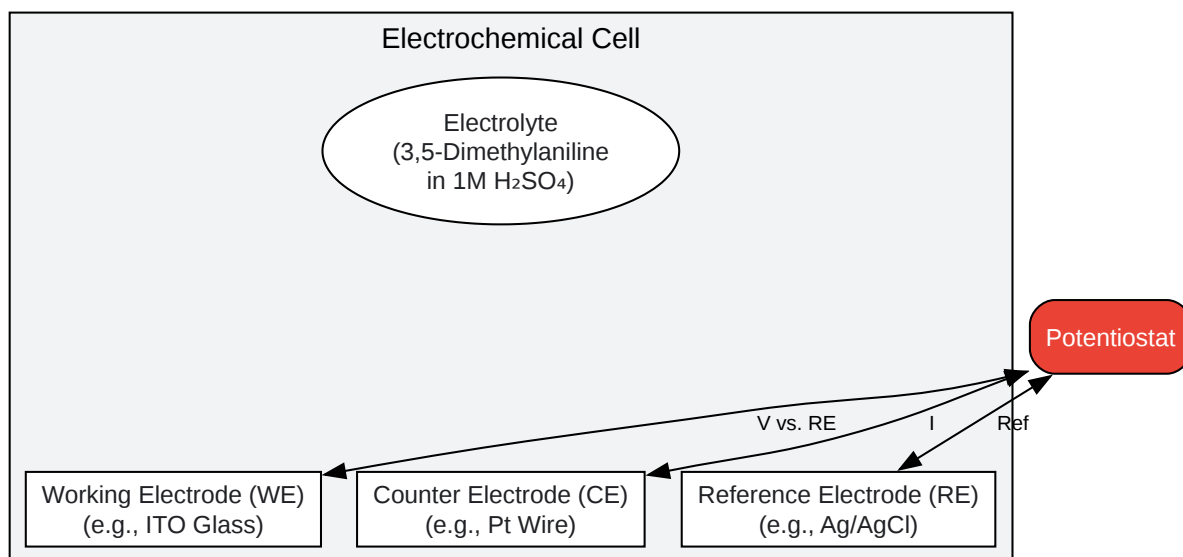 Electrochemical Cell
Electrolyte
(3,5-Dimethylaniline
in 1M H₂SO₄)
Potentiostat
V vs. RE
I
Ref
Working Electrode (WE)
(e.g., ITO Glass)
Counter Electrode (CE)
(e.g., Pt Wire)
Reference Electrode (RE)
(e.g., Ag/AgCl)